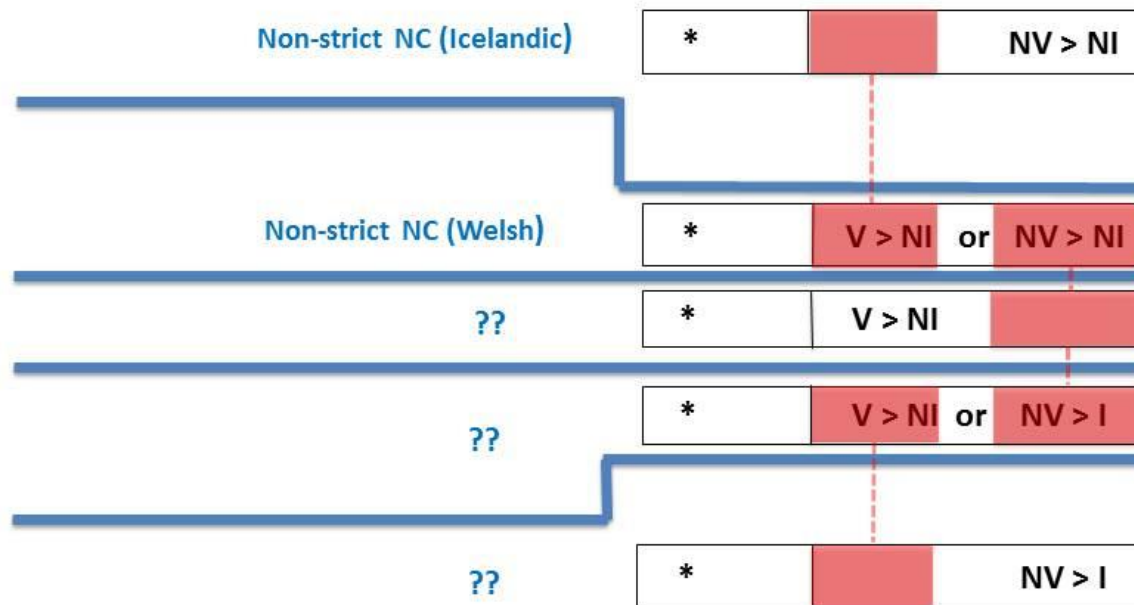 Non-strict NC (Icelandic) * NV > NI
Non-strict NC (Welsh) * V > NI or NV > NI
?? * V > NI
?? * V > NI or NV > I
?? * NV > I